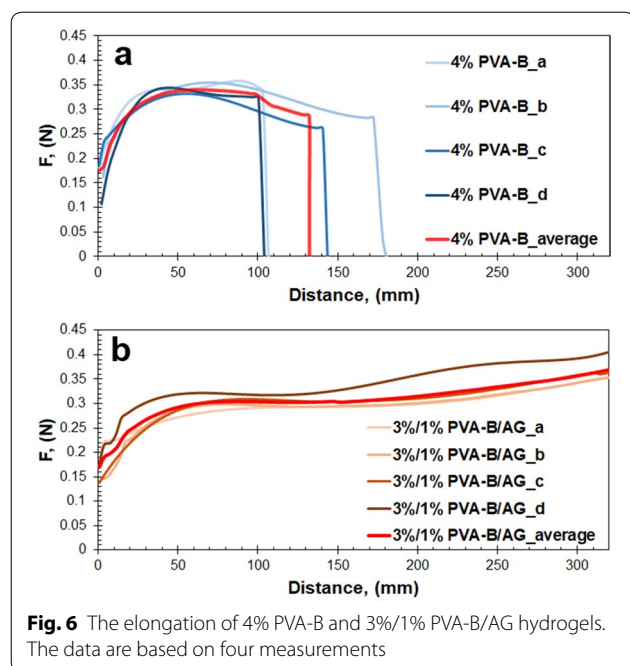 a
0.45
0.4
0.35
0.3
0.25
0.2
0.15
0.1
0.05
0
F, (N)
4% PVA-B_a
4% PVA-B_b
4% PVA-B_c
4% PVA-B_d
4% PVA-B_average
0 50 100 150 200 250 300
Distance, (mm)
b
0.45
0.4
0.35
0.3
0.25
0.2
0.15
0.1
0.05
0
F, (N)
3%/1% PVA-B/AG_a
3%/1% PVA-B/AG_b
3%/1% PVA-B/AG_c
3%/1% PVA-B/AG_d
3%/1% PVA-B/AG_average
0 50 100 150 200 250 300
Distance, (mm)
Fig. 6 The elongation of 4% PVA-B and 3%/1% PVA-B/AG hydrogels.
The data are based on four measurements